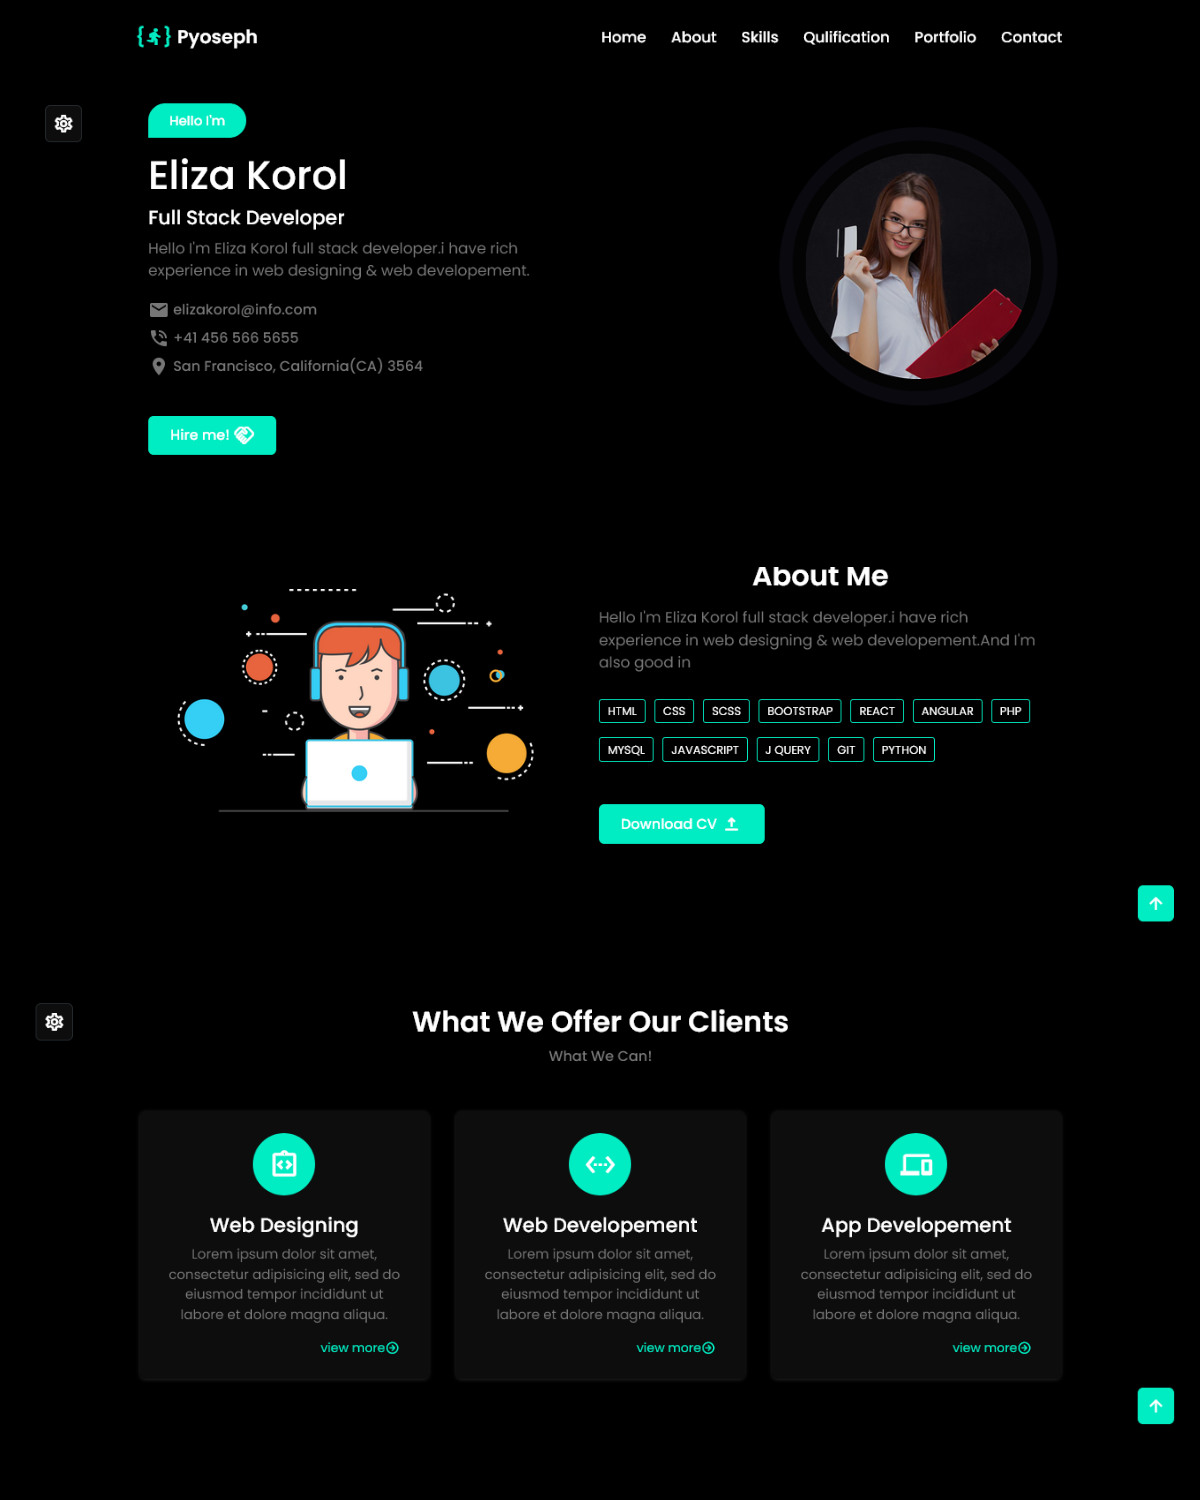 Pyoseph
Home About Skills Qulification Portfolio Contact
Hello I'm
Eliza Korol
Full Stack Developer
Hello I'm Eliza Korol full stack developer.i have rich
experience in web designing & web developement.
elizakorol@info.com
+41 456 566 5655
San Francisco, California(CA) 3564
Hire me!
About Me
Hello I'm Eliza Korol full stack developer.i have rich
experience in web designing & web developement.And I'm
also good in
HTML CSS SCSS BOOTSTRAP REACT ANGULAR PHP
MYSQL JAVASCRIPT J QUERY GIT PYTHON
Download CV
What We Offer Our Clients
What We Can!
Web Designing
Lorem ipsum dolor sit amet,
consectetur adipisicing elit, sed do
eiusmod tempor incididunt ut
labore et dolore magna aliqua.
view more
Web Developement
Lorem ipsum dolor sit amet,
consectetur adipisicing elit, sed do
eiusmod tempor incididunt ut
labore et dolore magna aliqua.
view more
App Developement
Lorem ipsum dolor sit amet,
consectetur adipisicing elit, sed do
eiusmod tempor incididunt ut
labore et dolore magna aliqua.
view more